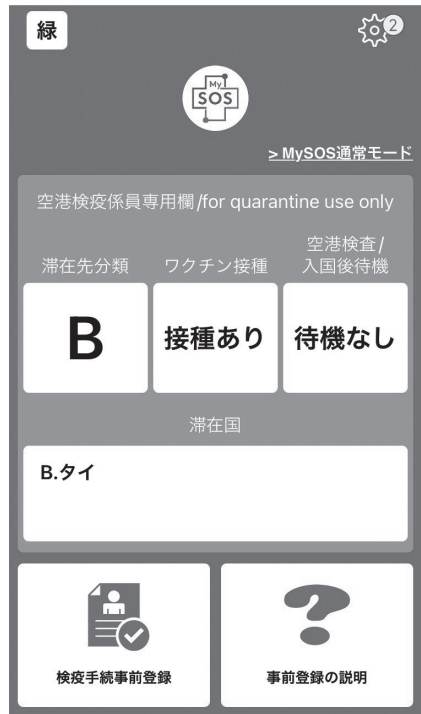 緑
2
My
SOS
> MySOS通常モード
空港検疫係員専用欄/for quarantine use only
滞在先分類
ワクチン接種
空港検査/
入国後待機
B
接種あり
待機なし
滞在国
B.タイ
検疫手続事前登録
事前登録の説明